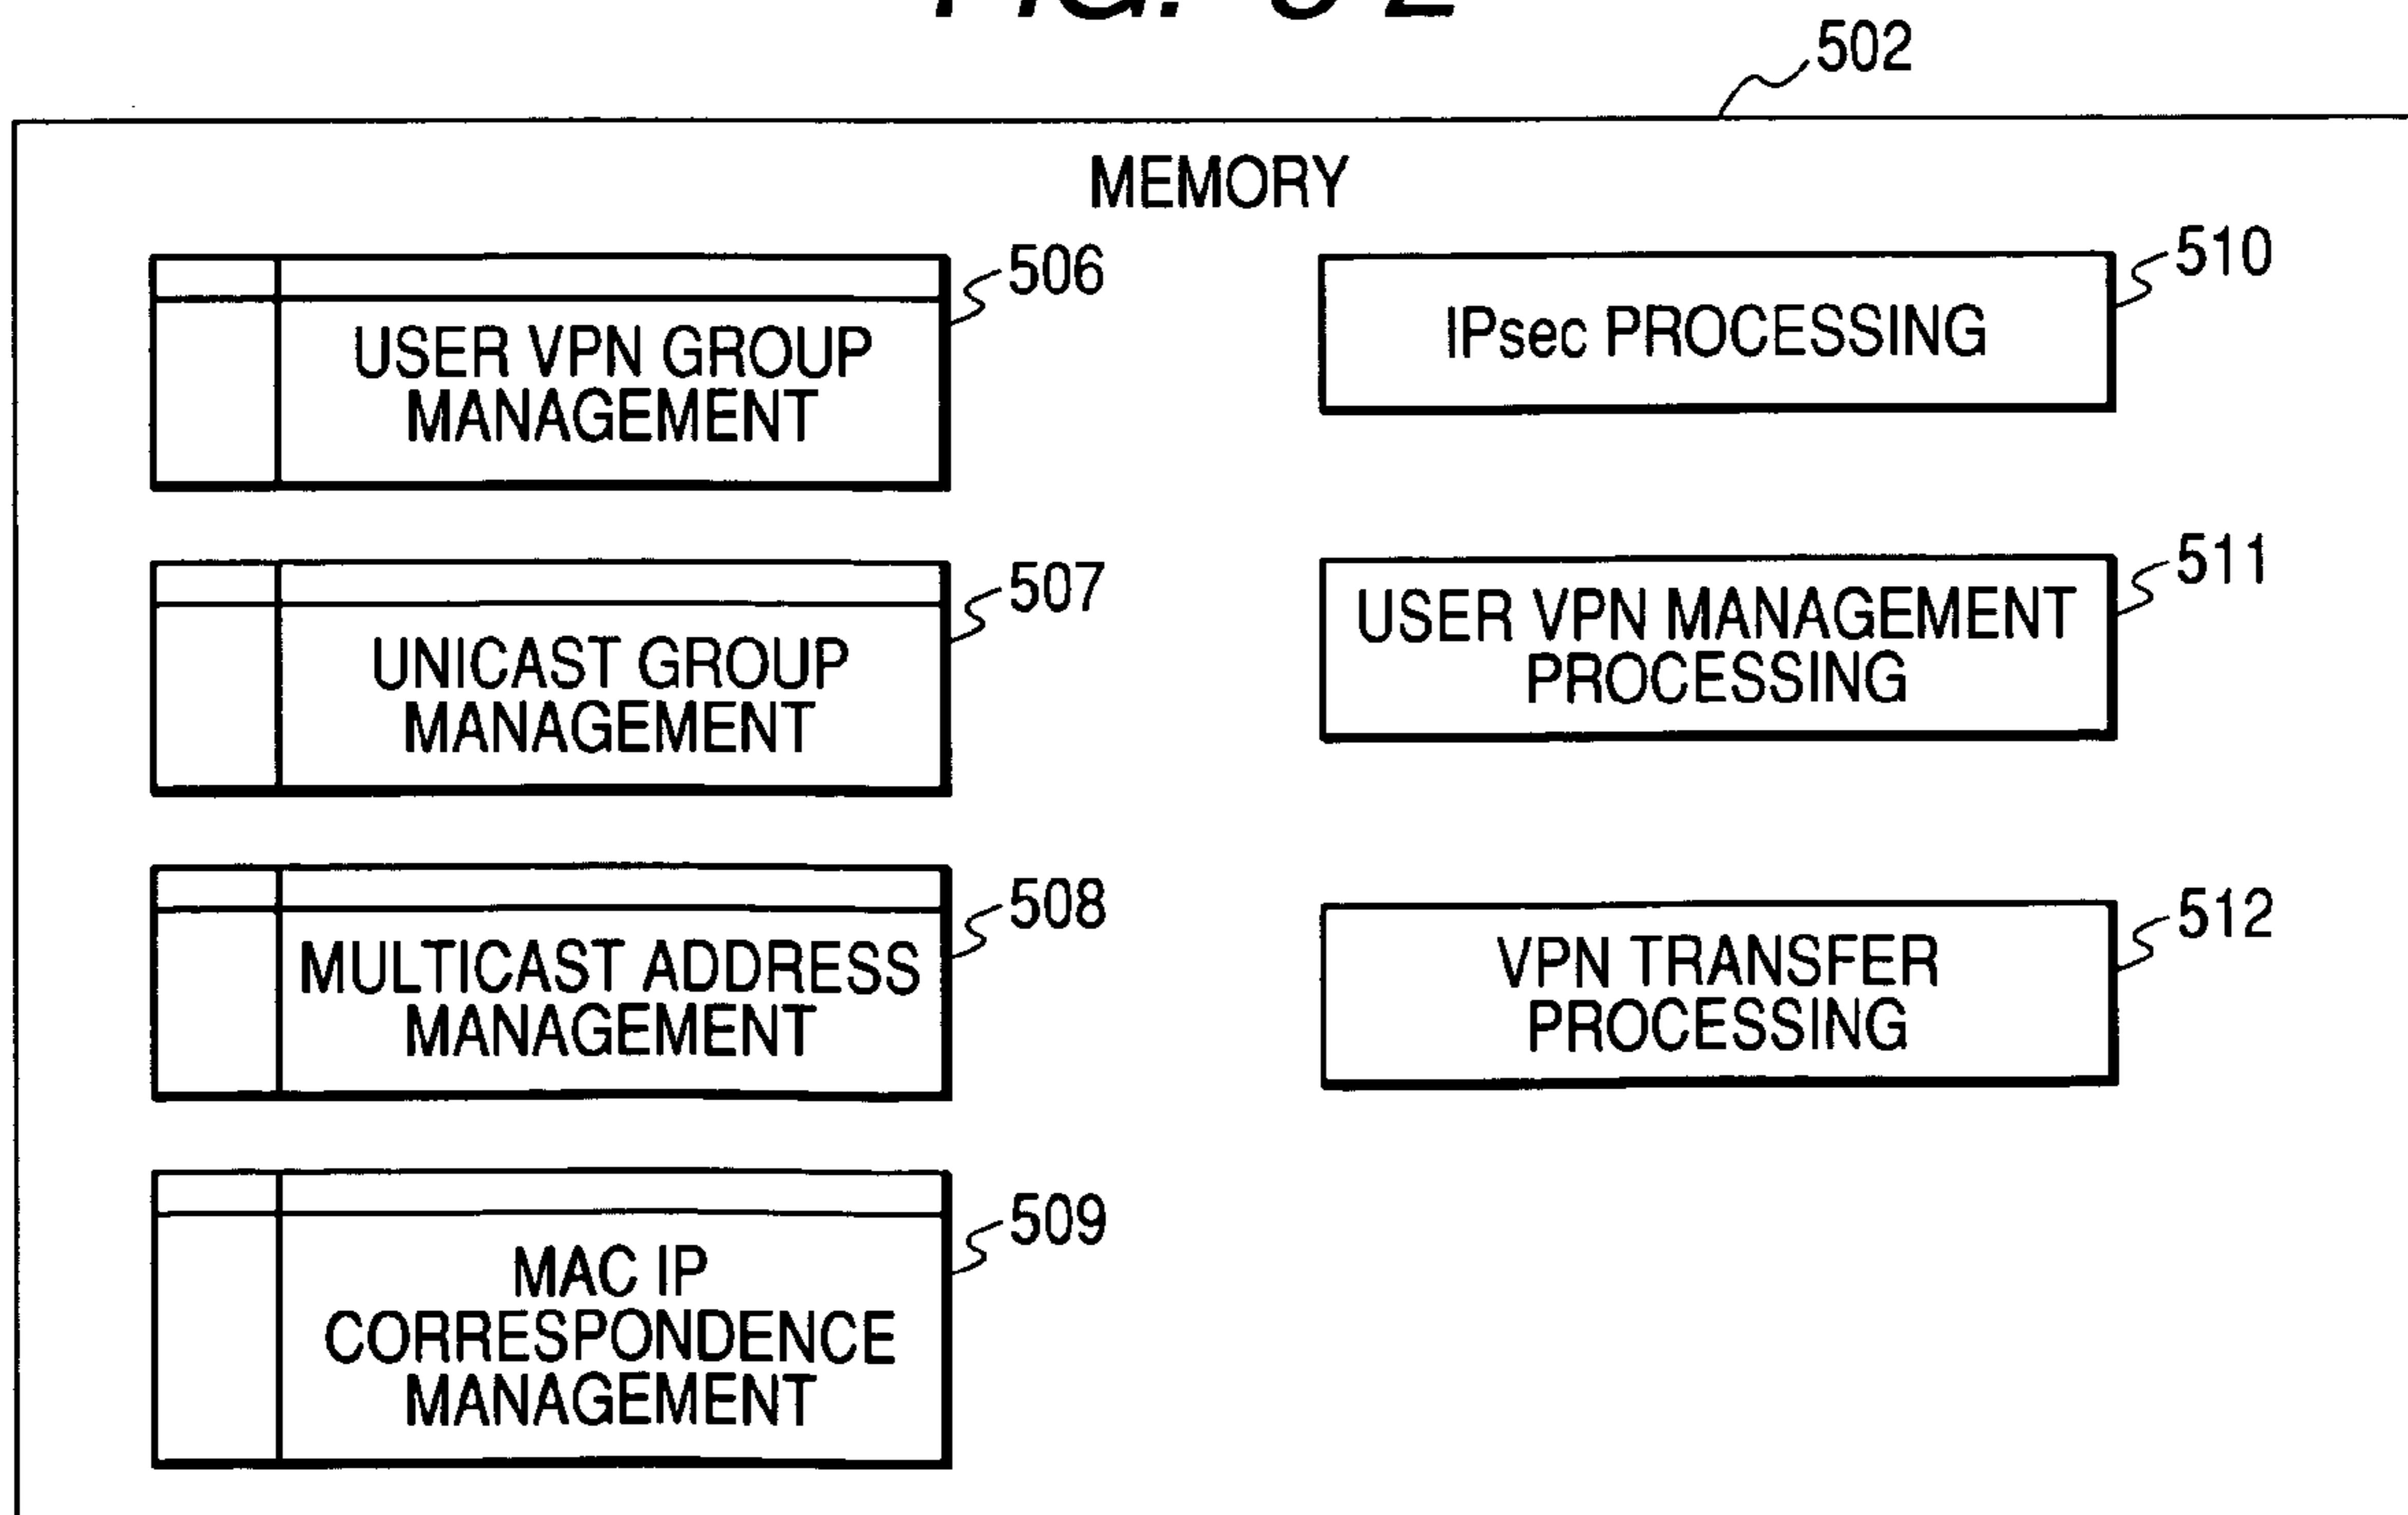 FIG.
502
MEMORY
506
USER VPN GROUP
MANAGEMENT
507
UNICAST GROUP
MANAGEMENT
508
MULTICAST ADDRESS
MANAGEMENT
509
MAC IP
CORRESPONDENCE
MANAGEMENT
510
IPsec PROCESSING
511
USER VPN MANAGEMENT
PROCESSING
512
VPN TRANSFER
PROCESSING